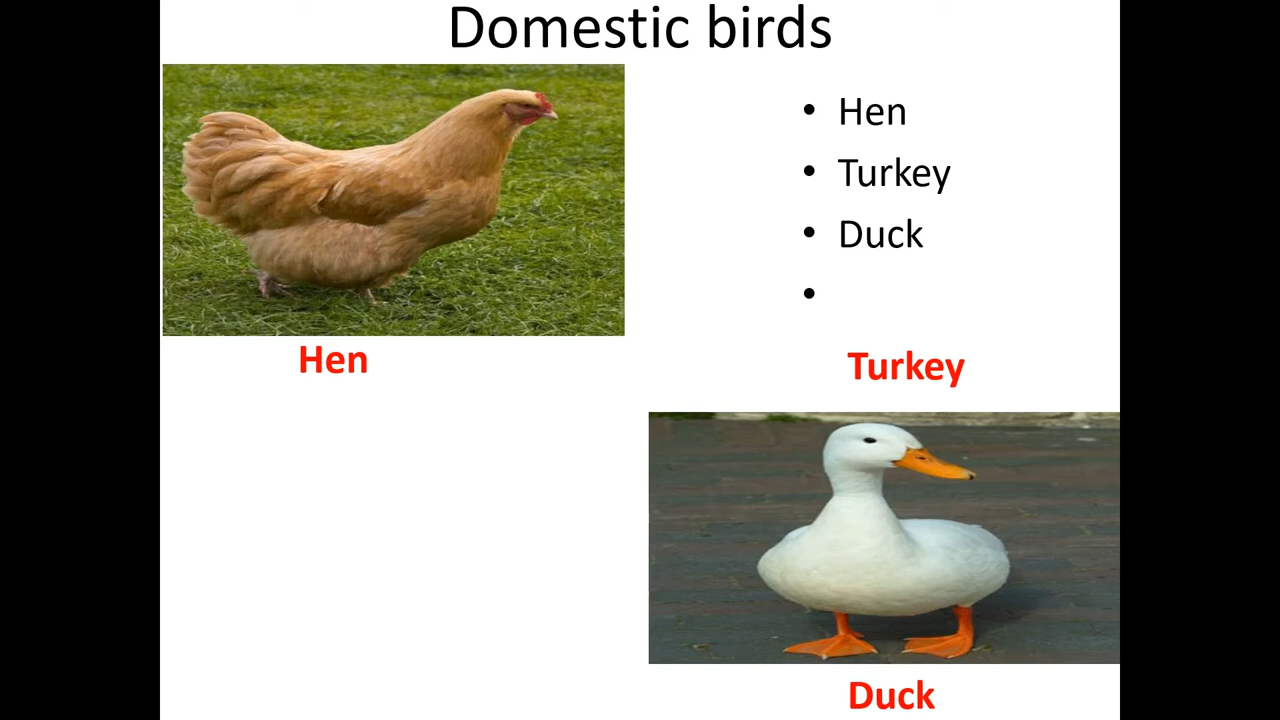 Domestic birds
• Hen
• Turkey
• Duck
•
Hen
Turkey
Duck